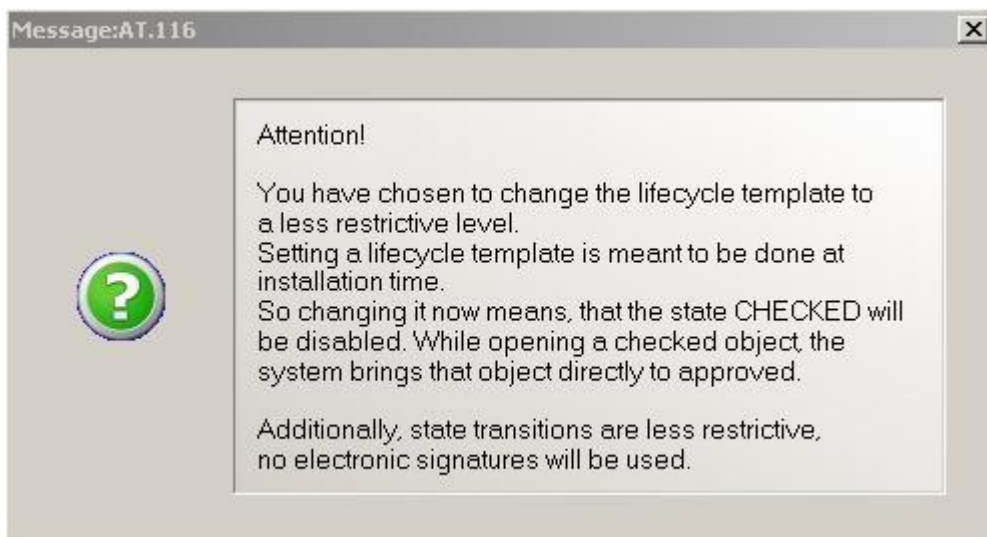 Message:AT.116
Attention!
You have chosen to change the lifecycle template to
a less restrictive level.
Setting a lifecycle template is meant to be done at
installation time.
So changing it now means, that the state CHECKED will
be disabled. While opening a checked object, the
system brings that object directly to approved.
Additionally, state transitions are less restrictive,
no electronic signatures will be used.